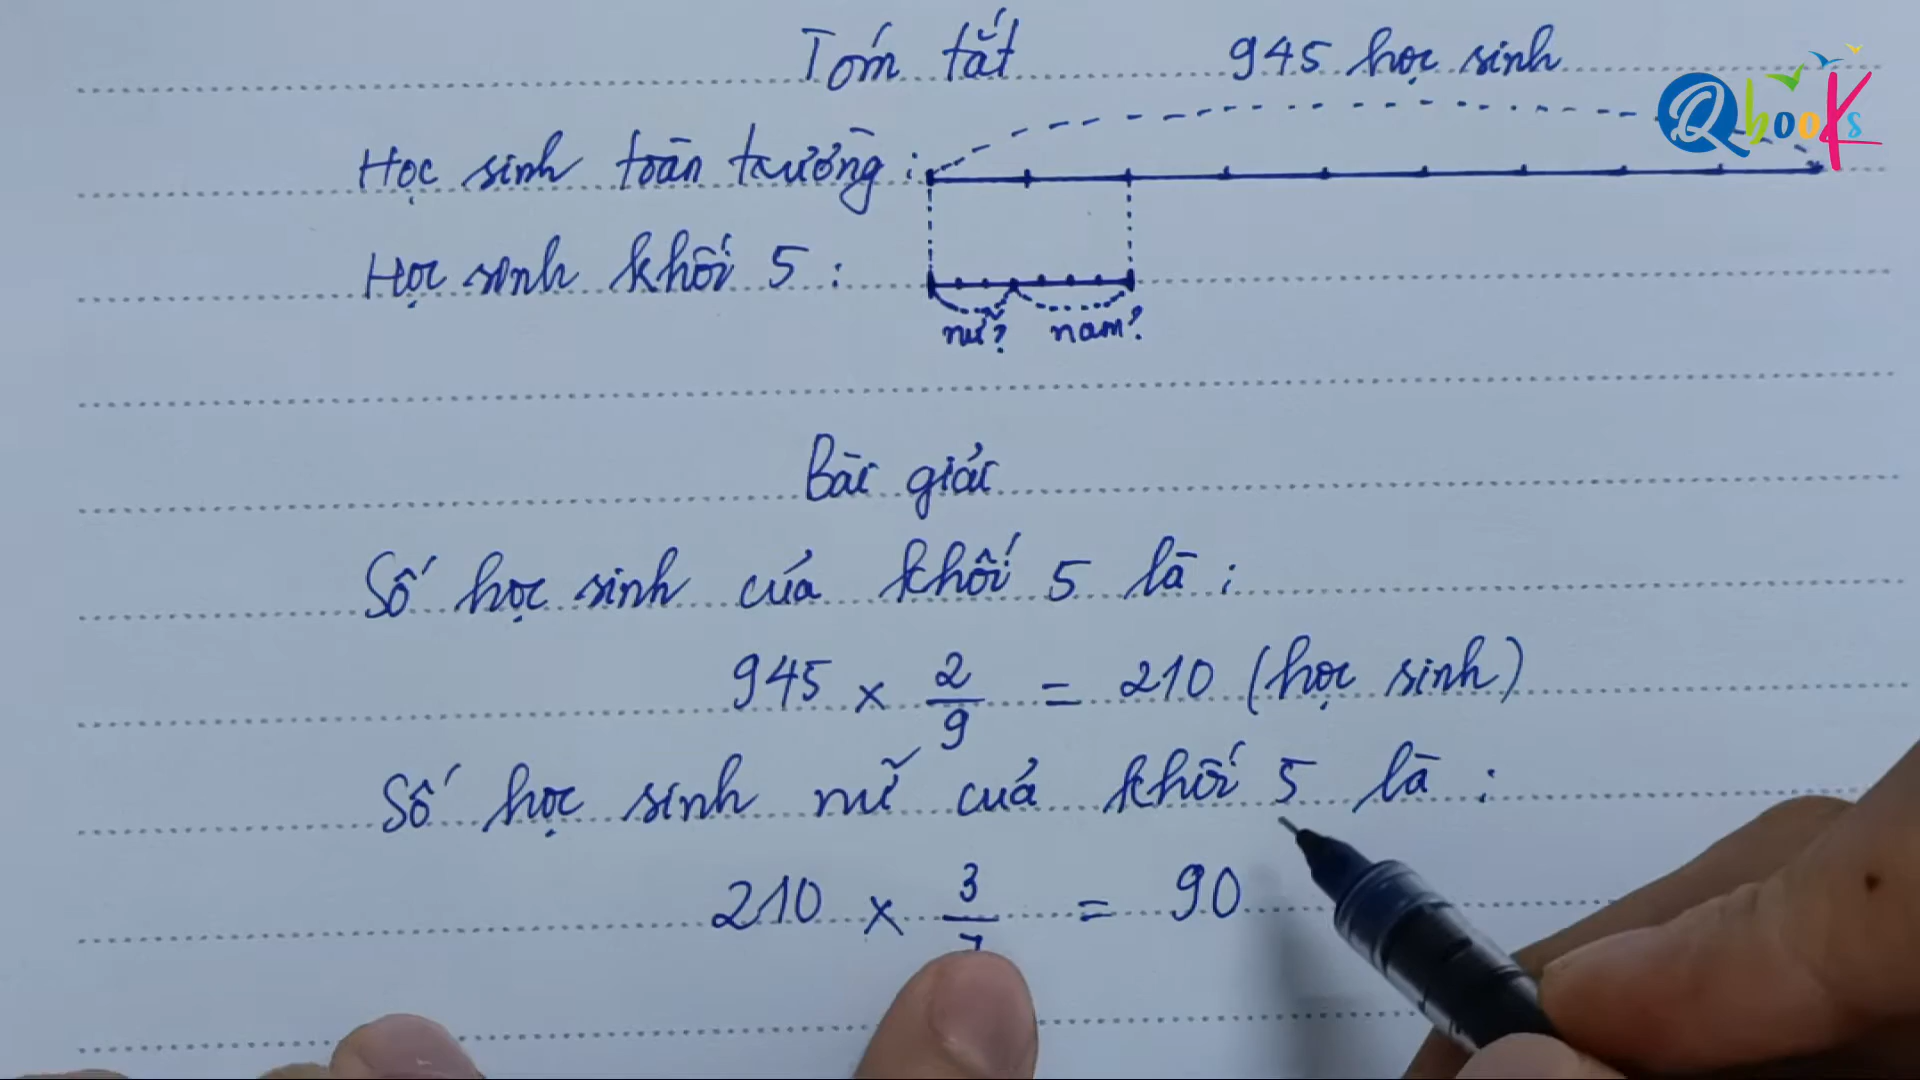 Tóm tắt
945 học sinh
Qbooks
Học sinh toàn trường :
Học sinh khối 5 :
nữ? nam?
Bài giải
Số học sinh của khối 5 là :
945 × 2/9 = 210 (học sinh)
Số học sinh nữ của khối 5 là :
210 × 3/7 = 90